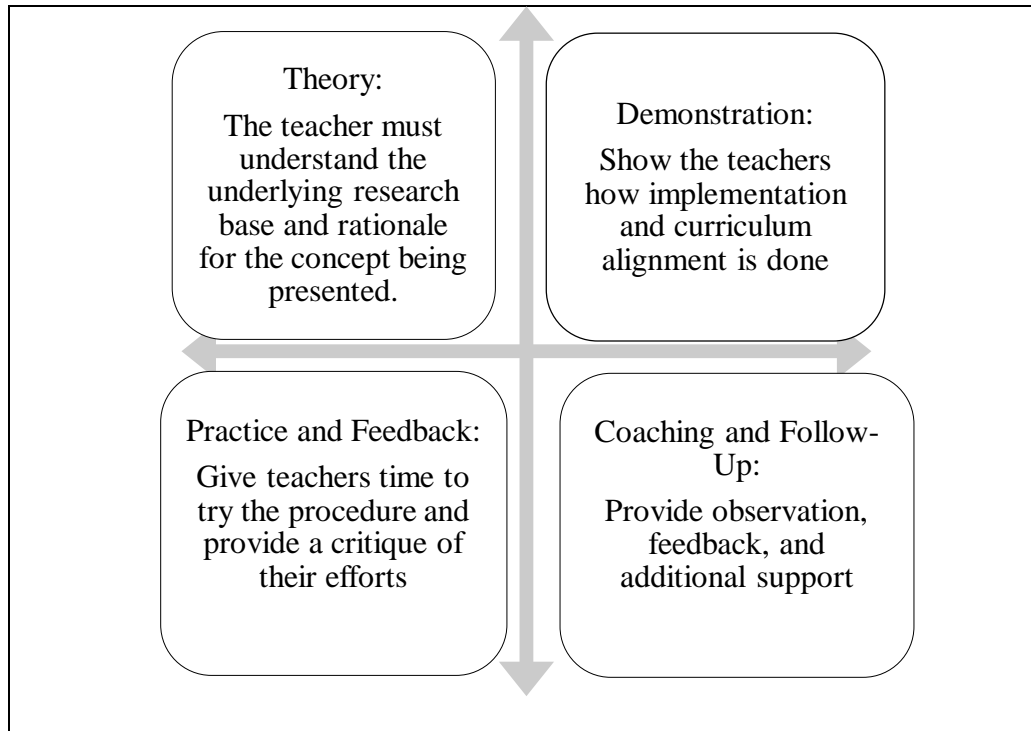 Theory:
The teacher must
understand the
underlying research
base and rationale
for the concept being
presented.
Demonstration:
Show the teachers
how implementation
and curriculum
alignment is done
Practice and Feedback:
Give teachers time to
try the procedure and
provide a critique of
their efforts
Coaching and Follow-
Up:
Provide observation,
feedback, and
additional support